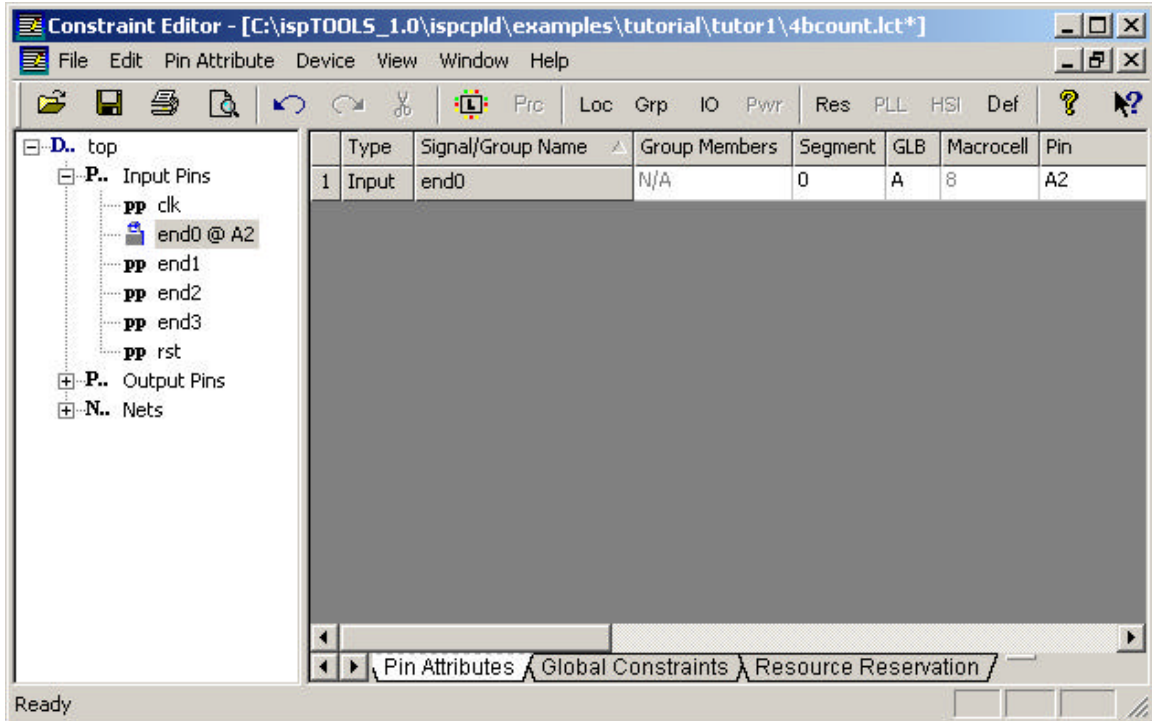 Constraint Editor - [C:\ispTOOLS_1.0\ispcpld\examples\tutorial\tutor1\4bcount.lct*]
File Edit Pin Attribute Device View Window Help
L Prc Loc Grp IO Pwr Res PLL HSI Def ? ?
D.. top
P.. Input Pins
pp clk
end0 @ A2
pp end1
pp end2
pp end3
pp rst
P.. Output Pins
N.. Nets
Type Signal/Group Name Group Members Segment GLB Macrocell Pin
1 Input end0 N/A 0 A 8 A2
Pin Attributes Global Constraints Resource Reservation
Ready